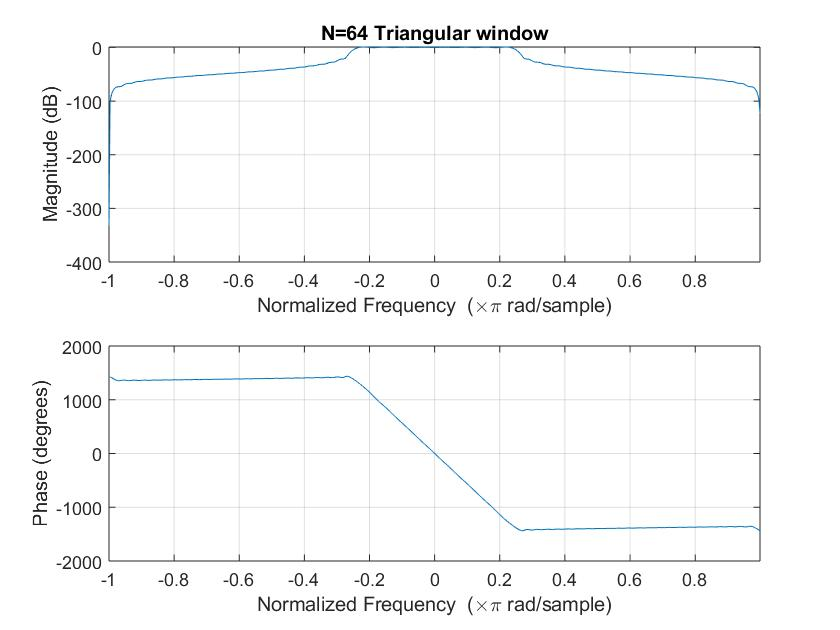 N=64 Triangular window
0
-100
-200
-300
-400
Magnitude (dB)
-1 -0.8 -0.6 -0.4 -0.2 0 0.2 0.4 0.6 0.8
Normalized Frequency (×π rad/sample)
2000
1000
0
-1000
-2000
Phase (degrees)
-1 -0.8 -0.6 -0.4 -0.2 0 0.2 0.4 0.6 0.8
Normalized Frequency (×π rad/sample)